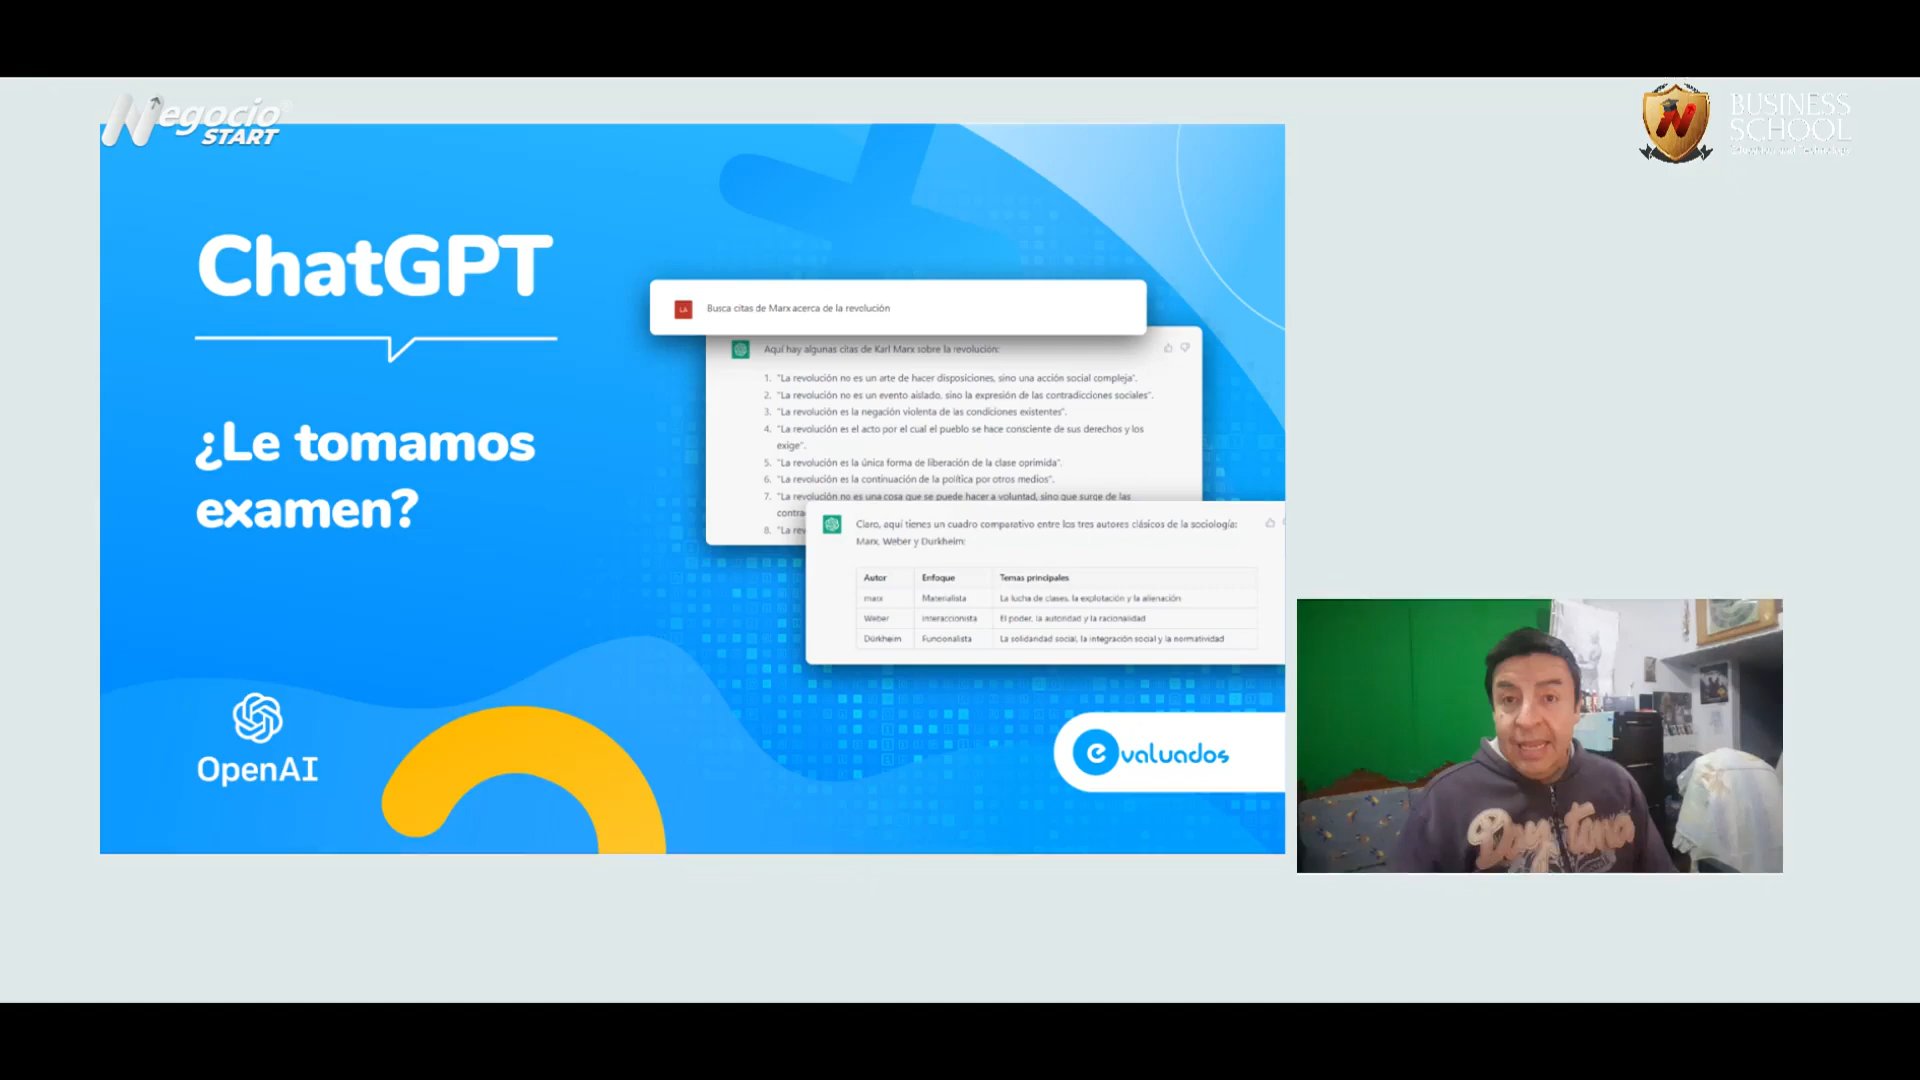 Negocio
START
BUSINESS
SCHOOL
ChatGPT
¿Le tomamos
examen?
LA
Busca citas de Marx acerca de la revolución
Aquí hay algunas citas de Karl Marx sobre la revolución:
1. "La revolución no es un arte de hacer disposiciones, sino una acción social compleja".
2. "La revolución no es un evento aislado, sino la expresión de las contradicciones sociales".
3. "La revolución es la negación violenta de las condiciones existentes".
4. "La revolución es el acto por el cual el pueblo se hace consciente de sus derechos y los
exige".
5. "La revolución es la única forma de liberación de la clase oprimida".
6. "La revolución es la continuación de la política por otros medios".
7. "La revolución no es una cosa que se puede hacer a voluntad, sino que surge de las
contra
8. "La rev
Claro, aquí tienes un cuadro comparativo entre los tres autores clásicos de la sociología:
Marx, Weber y Durkheim:
Autor Enfoque Temas principales
marx Materialista La lucha de clases, la explotación y la alienación
Weber interaccionista El poder, la autoridad y la racionalidad
Dürkheim Funcionalista La solidaridad social, la integración social y la normatividad
OpenAI
evaluados